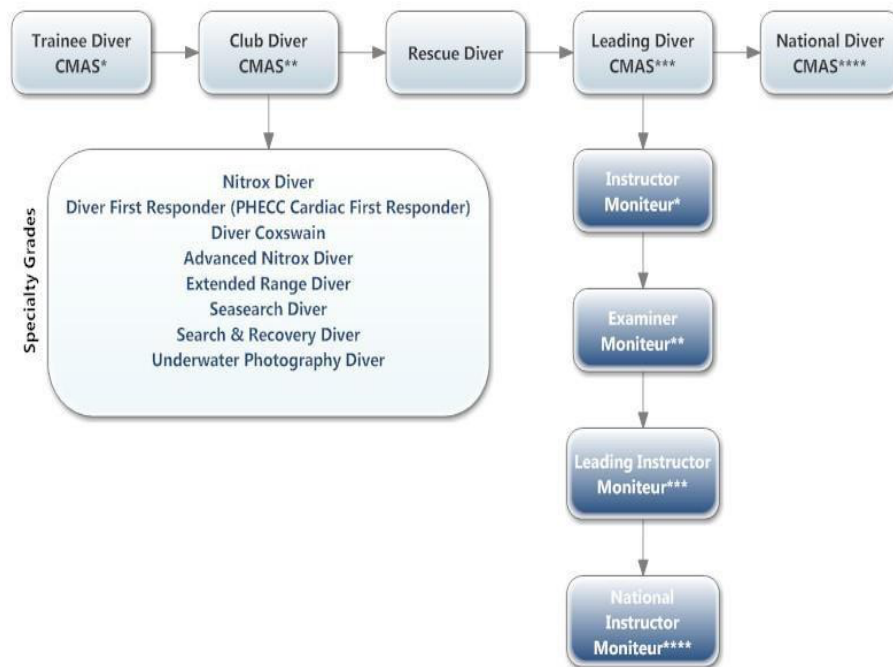 Trainee Diver
CMAS*
Club Diver
CMAS**
Rescue Diver
Leading Diver
CMAS***
National Diver
CMAS****
Specialty Grades
Nitrox Diver
Diver First Responder (PHECC Cardiac First Responder)
Diver Coxswain
Advanced Nitrox Diver
Extended Range Diver
Seasearch Diver
Search & Recovery Diver
Underwater Photography Diver
Instructor
Moniteur*
Examiner
Moniteur**
Leading Instructor
Moniteur***
National
Instructor
Moniteur****